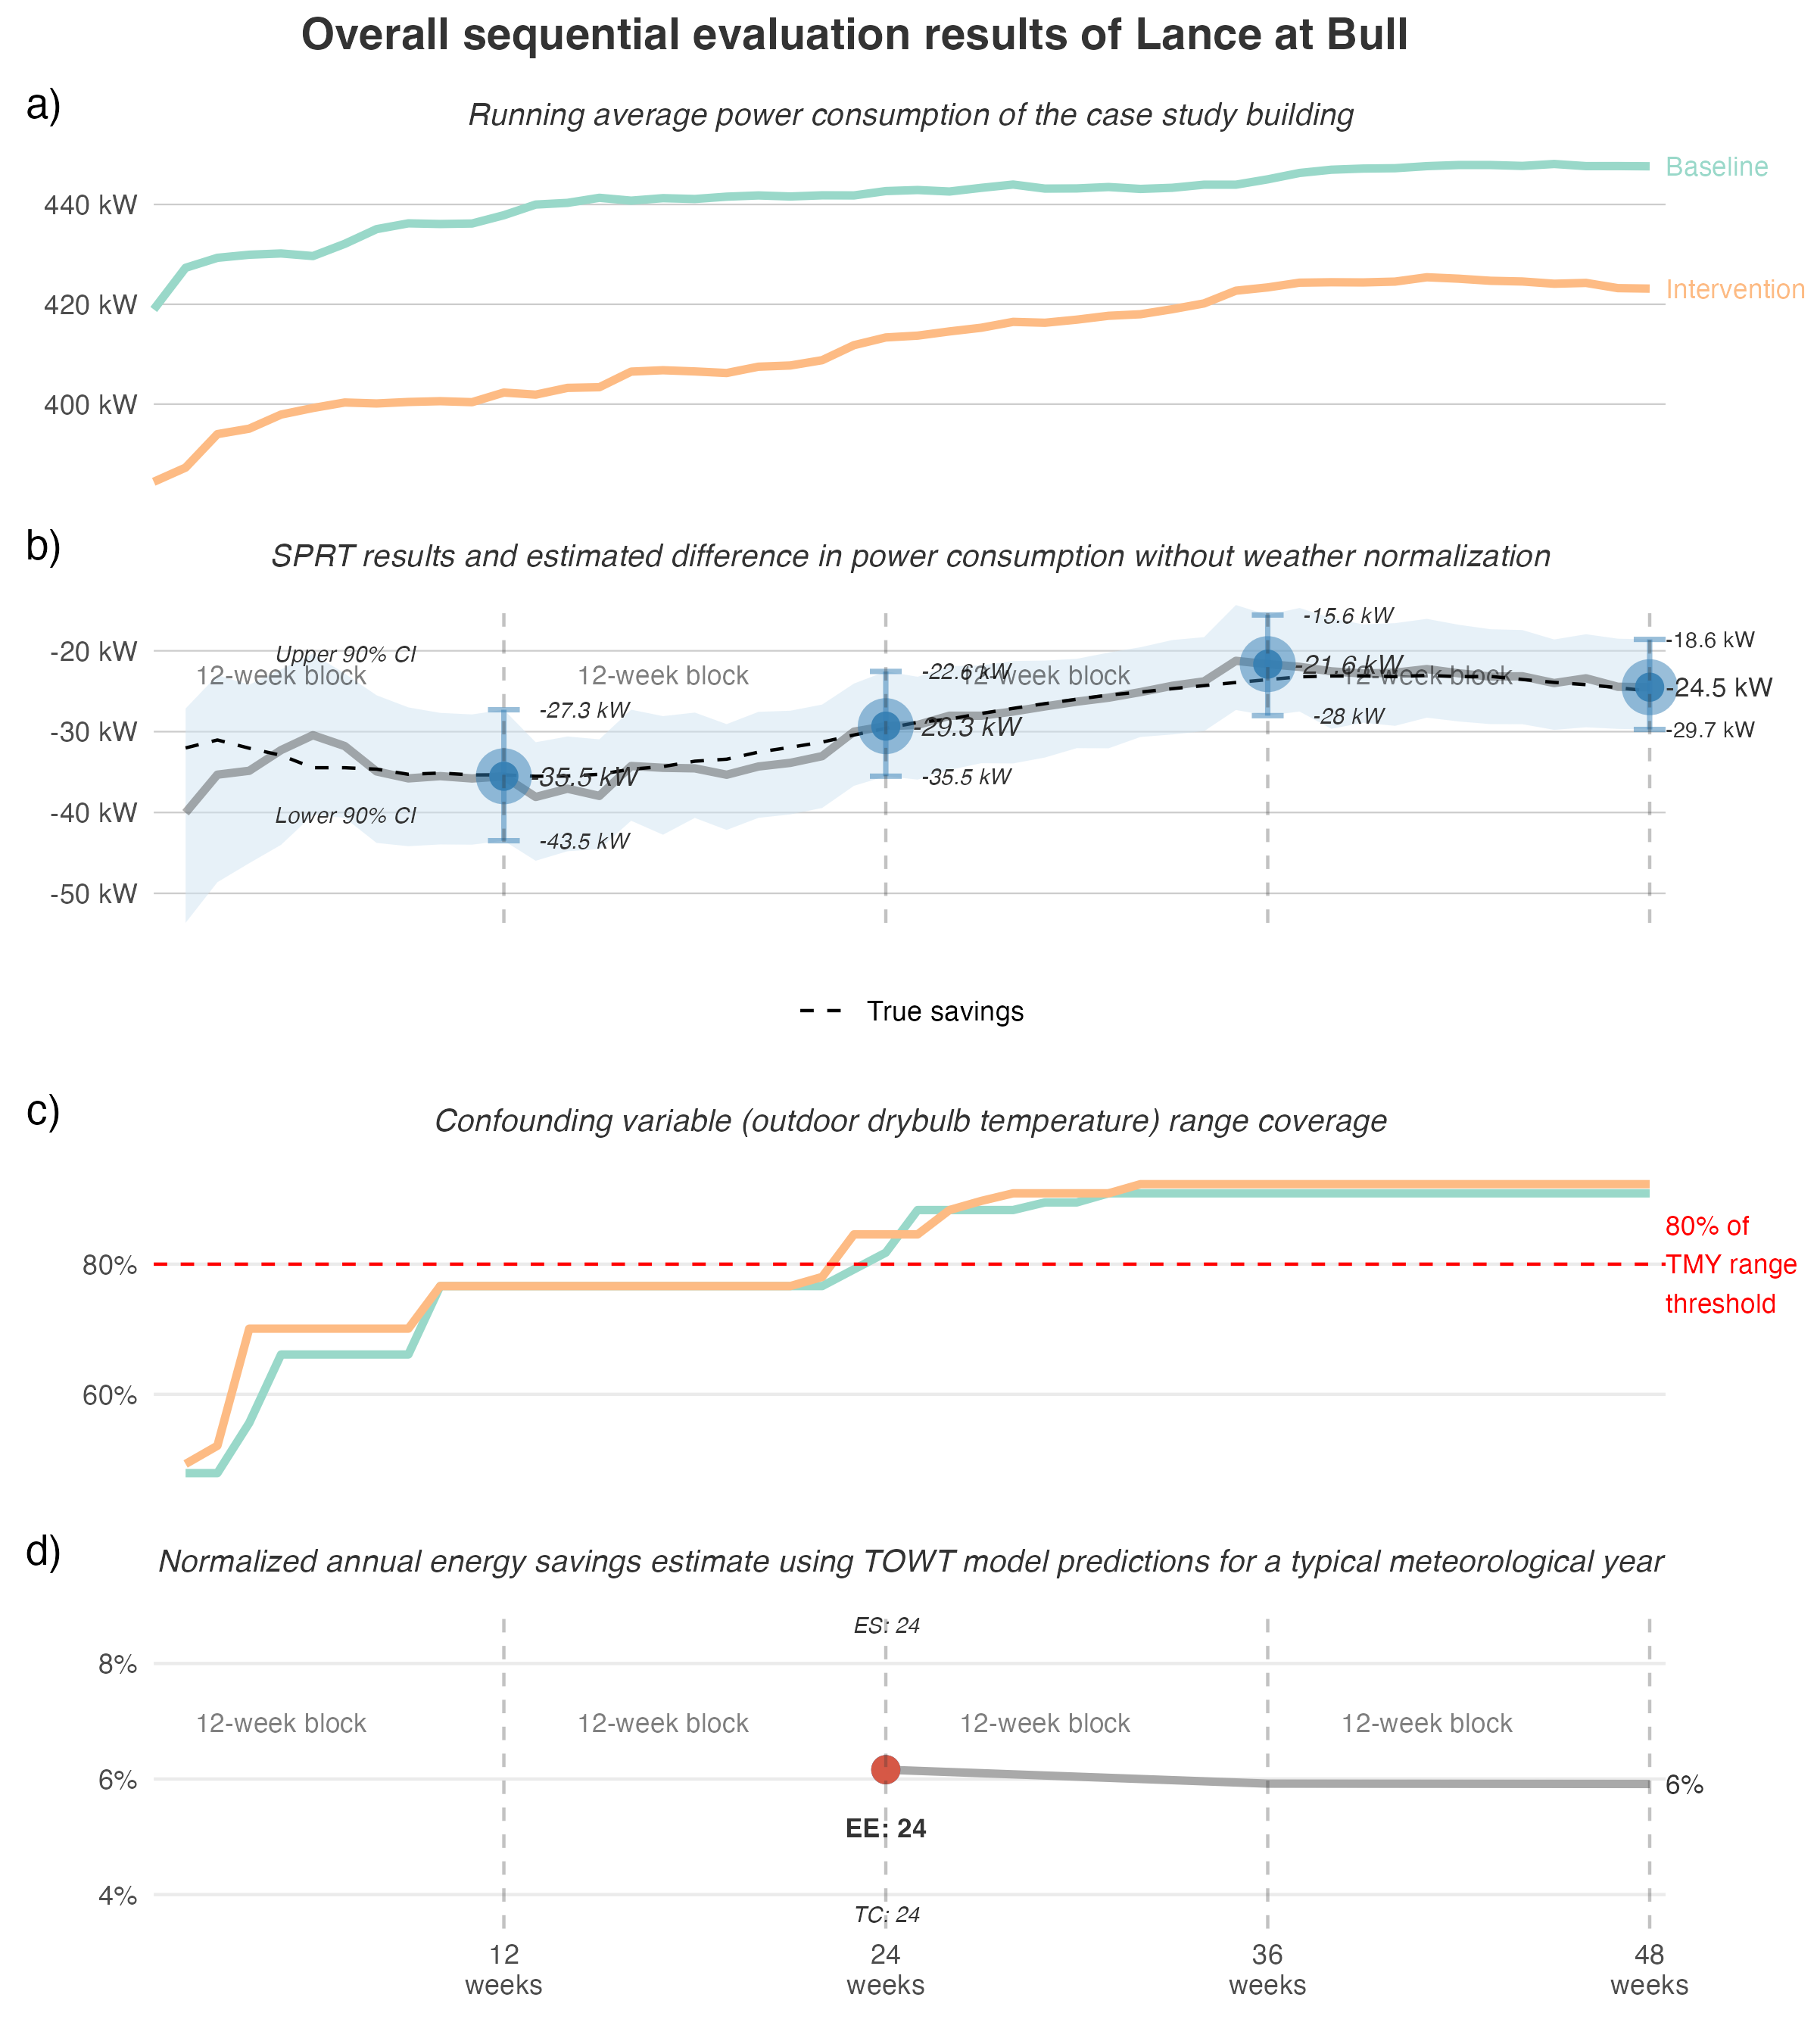 Overall sequential evaluation results of Lance at Bull
a)
Running average power consumption of the case study building
Baseline
440 kW
Intervention
420 kW
400 kW
b)
SPRT results and estimated difference in power consumption without weather normalization
-15.6 kW
-18.6 kW
-20 kW
Upper 90% CI
-21.6 kW
-22.6 kW
12-week block
12-week block
12-week block
12-week block
-24.5 kW
-27.3 kW
-28 kW
-29.3 kW
-29.7 kW
-30 kW
-35.5 kW
-35.5 kW
-40 kW
Lower 90% CI
-43.5 kW
-50 kW
True savings
c)
Confounding variable (outdoor drybulb temperature) range coverage
80% of
TMY range
threshold
80%
60%
d)
Normalized annual energy savings estimate using TOWT model predictions for a typical meteorological year
ES: 24
8%
12-week block
12-week block
12-week block
12-week block
6%
6%
EE: 24
4%
TC: 24
12
weeks
24
weeks
36
weeks
48
weeks